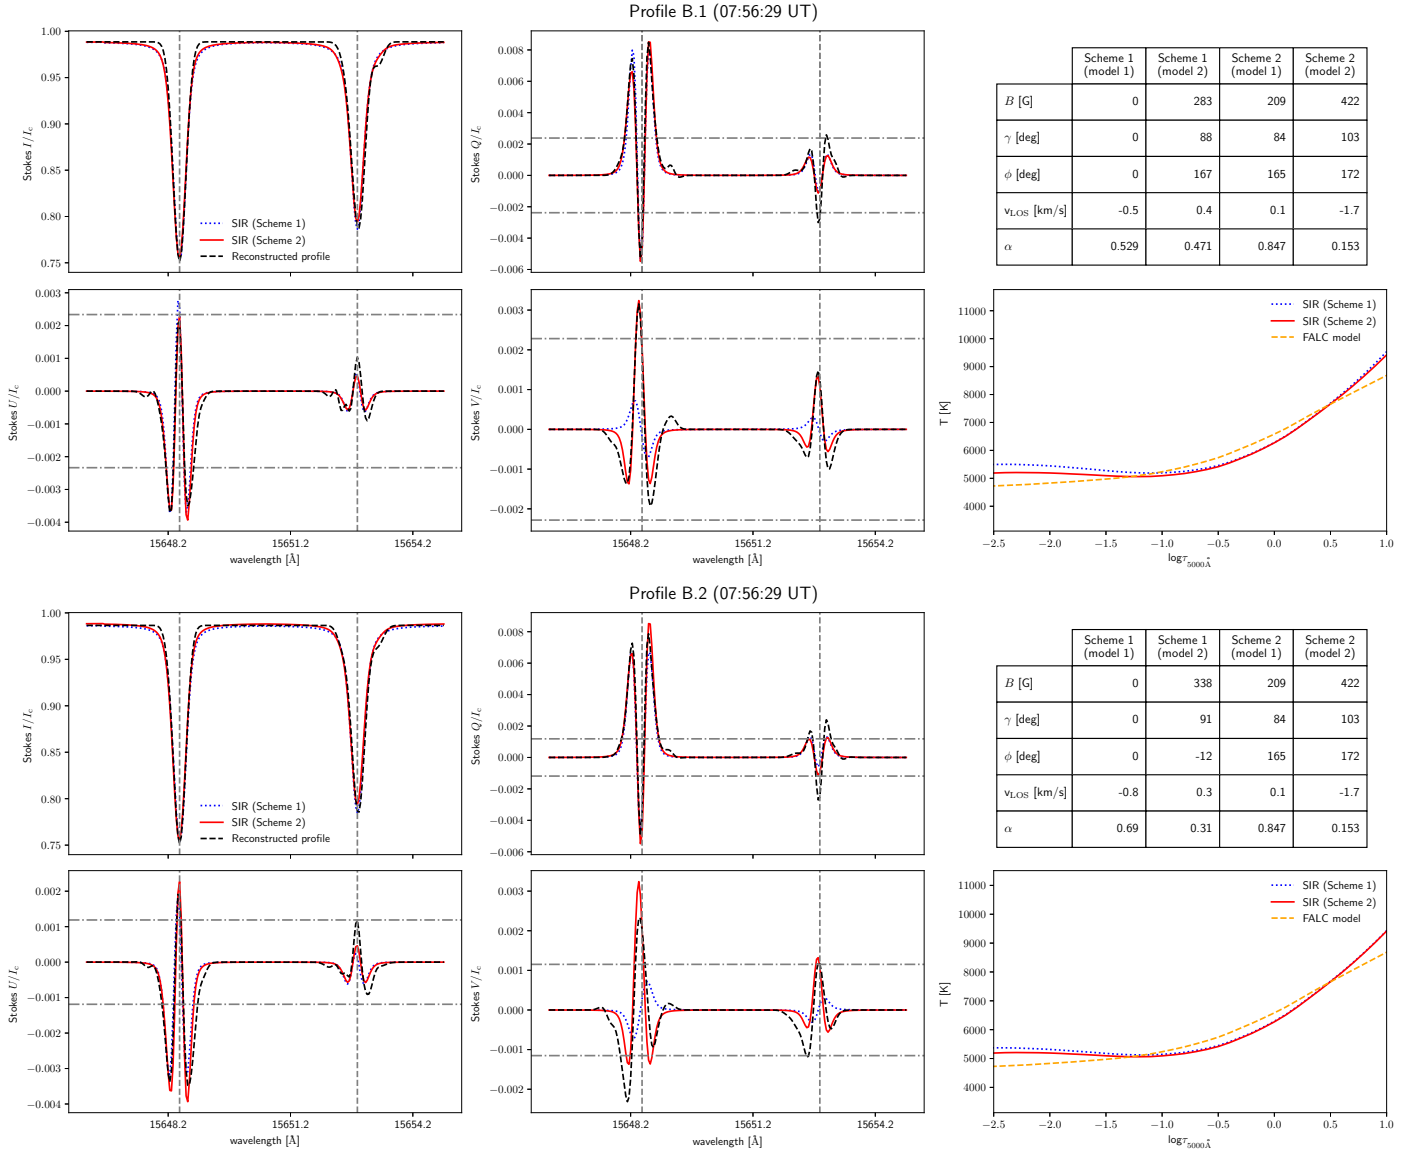 Profile B.1 (07:56:29 UT)
1.00
0.95
0.90
0.85
0.80
0.75
Stokes I/I_c
SIR (Scheme 1)
SIR (Scheme 2)
Reconstructed profile
0.008
0.006
0.004
0.002
0.000
−0.002
−0.004
−0.006
Stokes Q/I_c
Scheme 1 (model 1) Scheme 1 (model 2) Scheme 2 (model 1) Scheme 2 (model 2)
B [G] 0 283 209 422
γ [deg] 0 88 84 103
ϕ [deg] 0 167 165 172
v_LOS [km/s] -0.5 0.4 0.1 -1.7
α 0.529 0.471 0.847 0.153
0.003
0.002
0.001
0.000
−0.001
−0.002
−0.003
−0.004
Stokes U/I_c
15648.2 15651.2 15654.2
wavelength [Å]
0.003
0.002
0.001
0.000
−0.001
−0.002
Stokes V/I_c
15648.2 15651.2 15654.2
wavelength [Å]
11000
10000
9000
8000
7000
6000
5000
4000
T [K]
SIR (Scheme 1)
SIR (Scheme 2)
FALC model
−2.5 −2.0 −1.5 −1.0 −0.5 0.0 0.5 1.0
logτ_5000Å
Profile B.2 (07:56:29 UT)
1.00
0.95
0.90
0.85
0.80
0.75
Stokes I/I_c
SIR (Scheme 1)
SIR (Scheme 2)
Reconstructed profile
0.008
0.006
0.004
0.002
0.000
−0.002
−0.004
−0.006
Stokes Q/I_c
Scheme 1 (model 1) Scheme 1 (model 2) Scheme 2 (model 1) Scheme 2 (model 2)
B [G] 0 338 209 422
γ [deg] 0 91 84 103
ϕ [deg] 0 -12 165 172
v_LOS [km/s] -0.8 0.3 0.1 -1.7
α 0.69 0.31 0.847 0.153
0.002
0.001
0.000
−0.001
−0.002
−0.003
−0.004
Stokes U/I_c
15648.2 15651.2 15654.2
wavelength [Å]
0.003
0.002
0.001
0.000
−0.001
−0.002
Stokes V/I_c
15648.2 15651.2 15654.2
wavelength [Å]
11000
10000
9000
8000
7000
6000
5000
4000
T [K]
SIR (Scheme 1)
SIR (Scheme 2)
FALC model
−2.5 −2.0 −1.5 −1.0 −0.5 0.0 0.5 1.0
logτ_5000Å